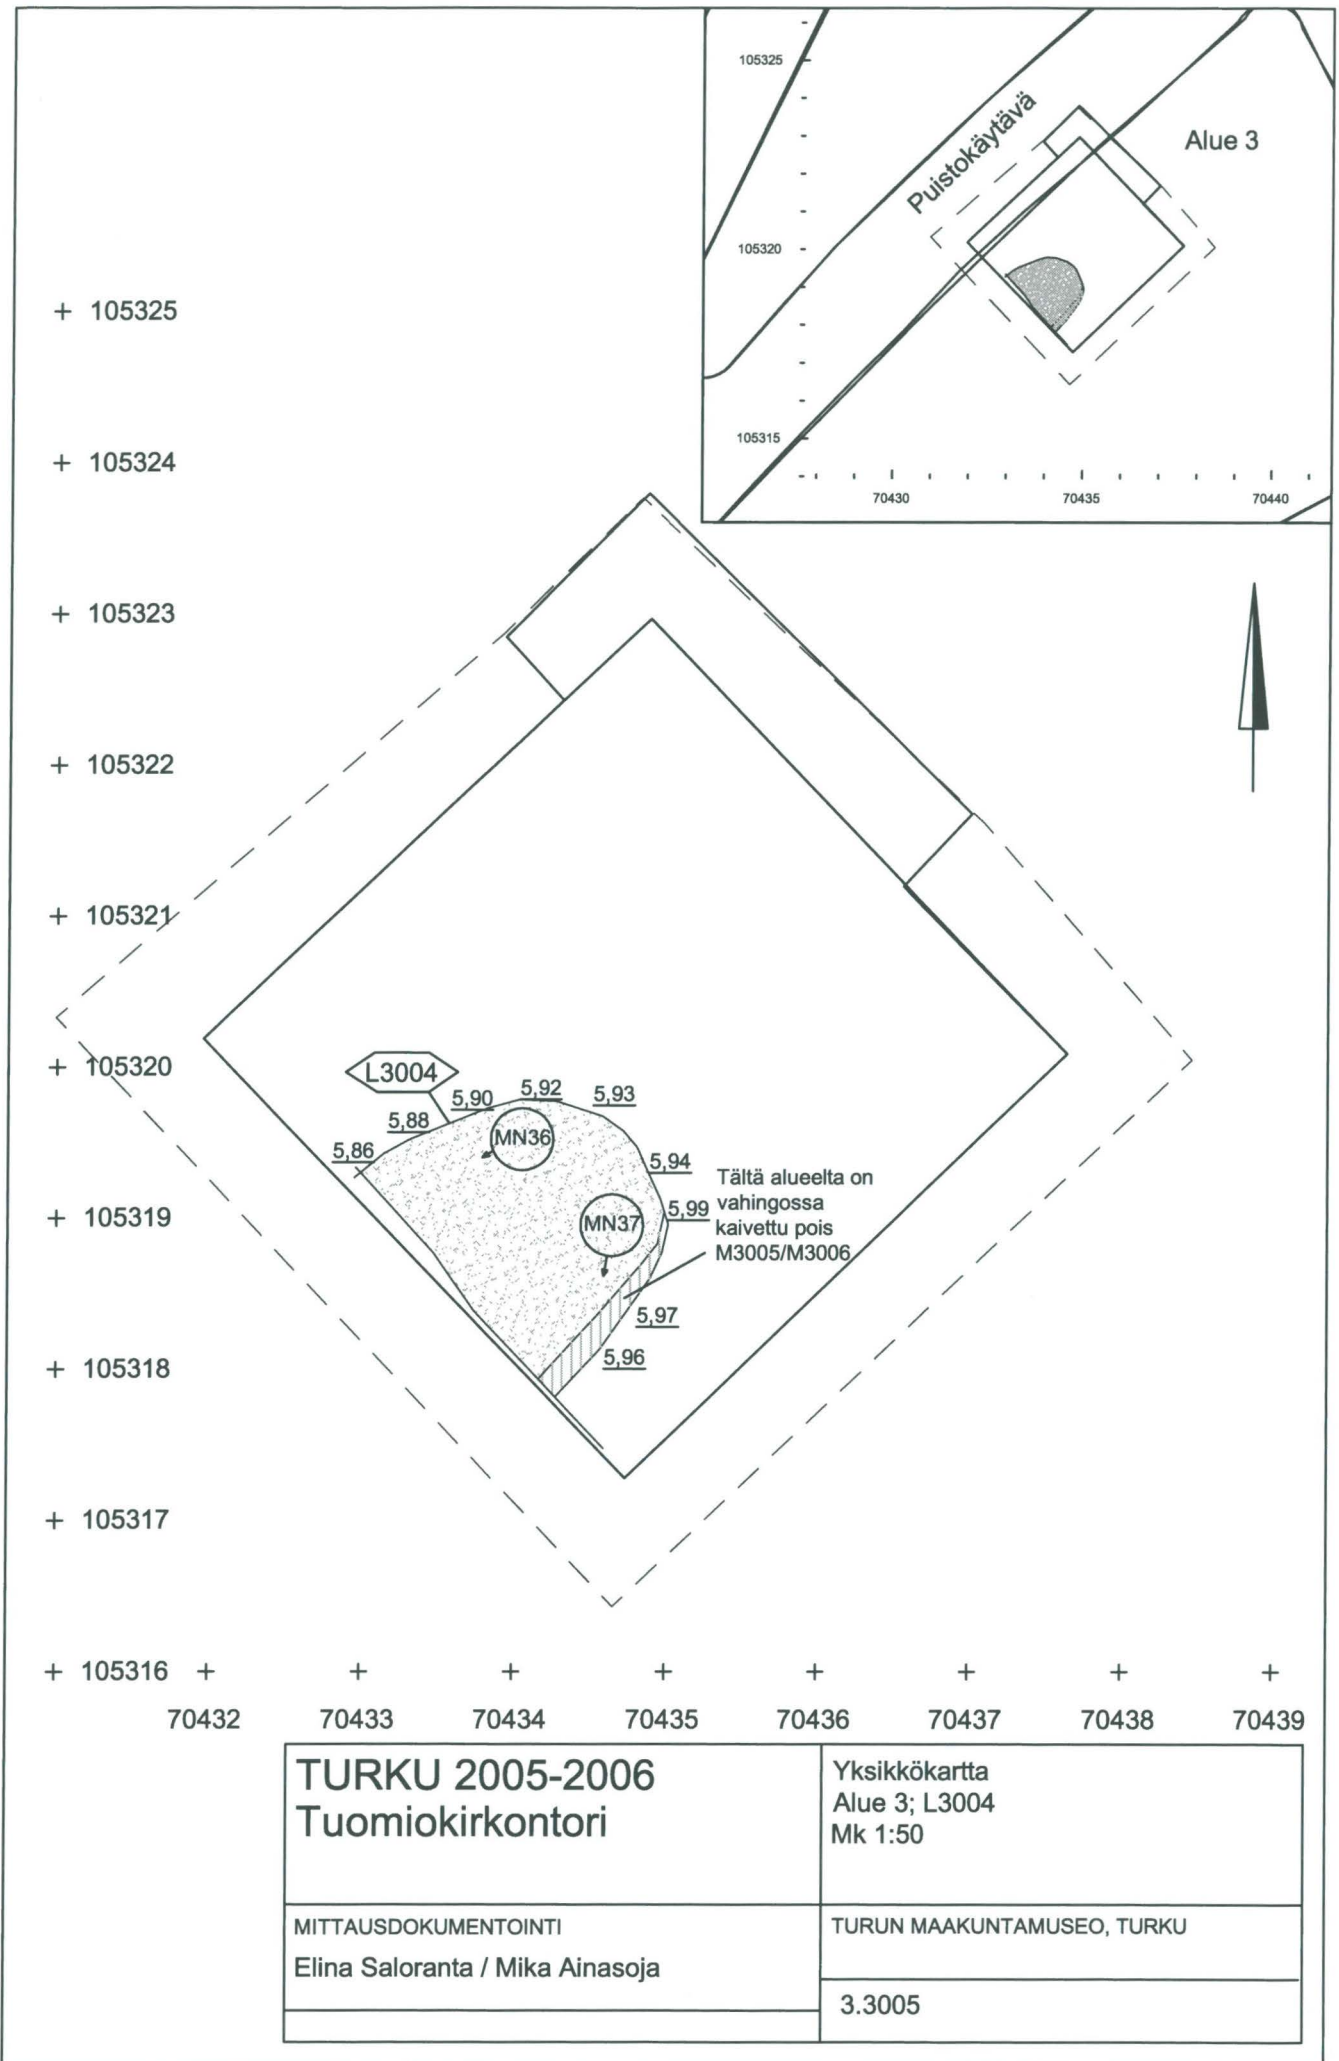 105325
105320
105315
70430
70435
70440
Puistokäytävä
Alue 3
105325
105324
105323
105322
105321
105320
105319
105318
105317
105316
L3004
5,86
5,88
5,90
5,92
5,93
5,94
5,99
5,97
5,96
MN36
MN37
Tältä alueelta on
vahingossa
kaivettu pois
M3005/M3006
70432
70433
70434
70435
70436
70437
70438
70439
TURKU 2005-2006
Tuomiokirkontori
Yksikkökartta
Alue 3; L3004
Mk 1:50
MITTAUSDOKUMENTOINTI
Elina Saloranta / Mika Ainasoja
TURUN MAAKUNTAMUSEO, TURKU
3.3005